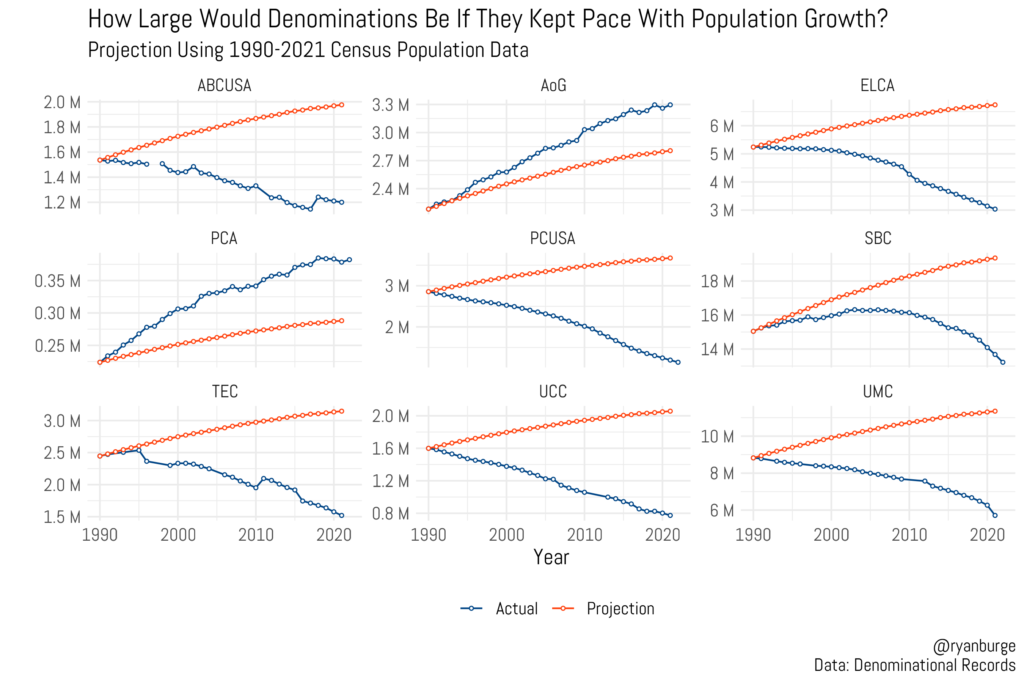 How Large Would Denominations Be If They Kept Pace With Population Growth?
Projection Using 1990-2021 Census Population Data
ABCUSA
2.0 M
1.8 M
1.6 M
1.4 M
1.2 M
AoG
3.3 M
3.0 M
2.7 M
2.4 M
ELCA
6 M
5 M
4 M
3 M
PCA
0.35 M
0.30 M
0.25 M
PCUSA
3 M
2 M
SBC
18 M
16 M
14 M
TEC
3.0 M
2.5 M
2.0 M
1.5 M
1990 2000 2010 2020
UCC
2.0 M
1.6 M
1.2 M
0.8 M
1990 2000 2010 2020
UMC
10 M
8 M
6 M
1990 2000 2010 2020
Year
Actual Projection
@ryanburge
Data: Denominational Records